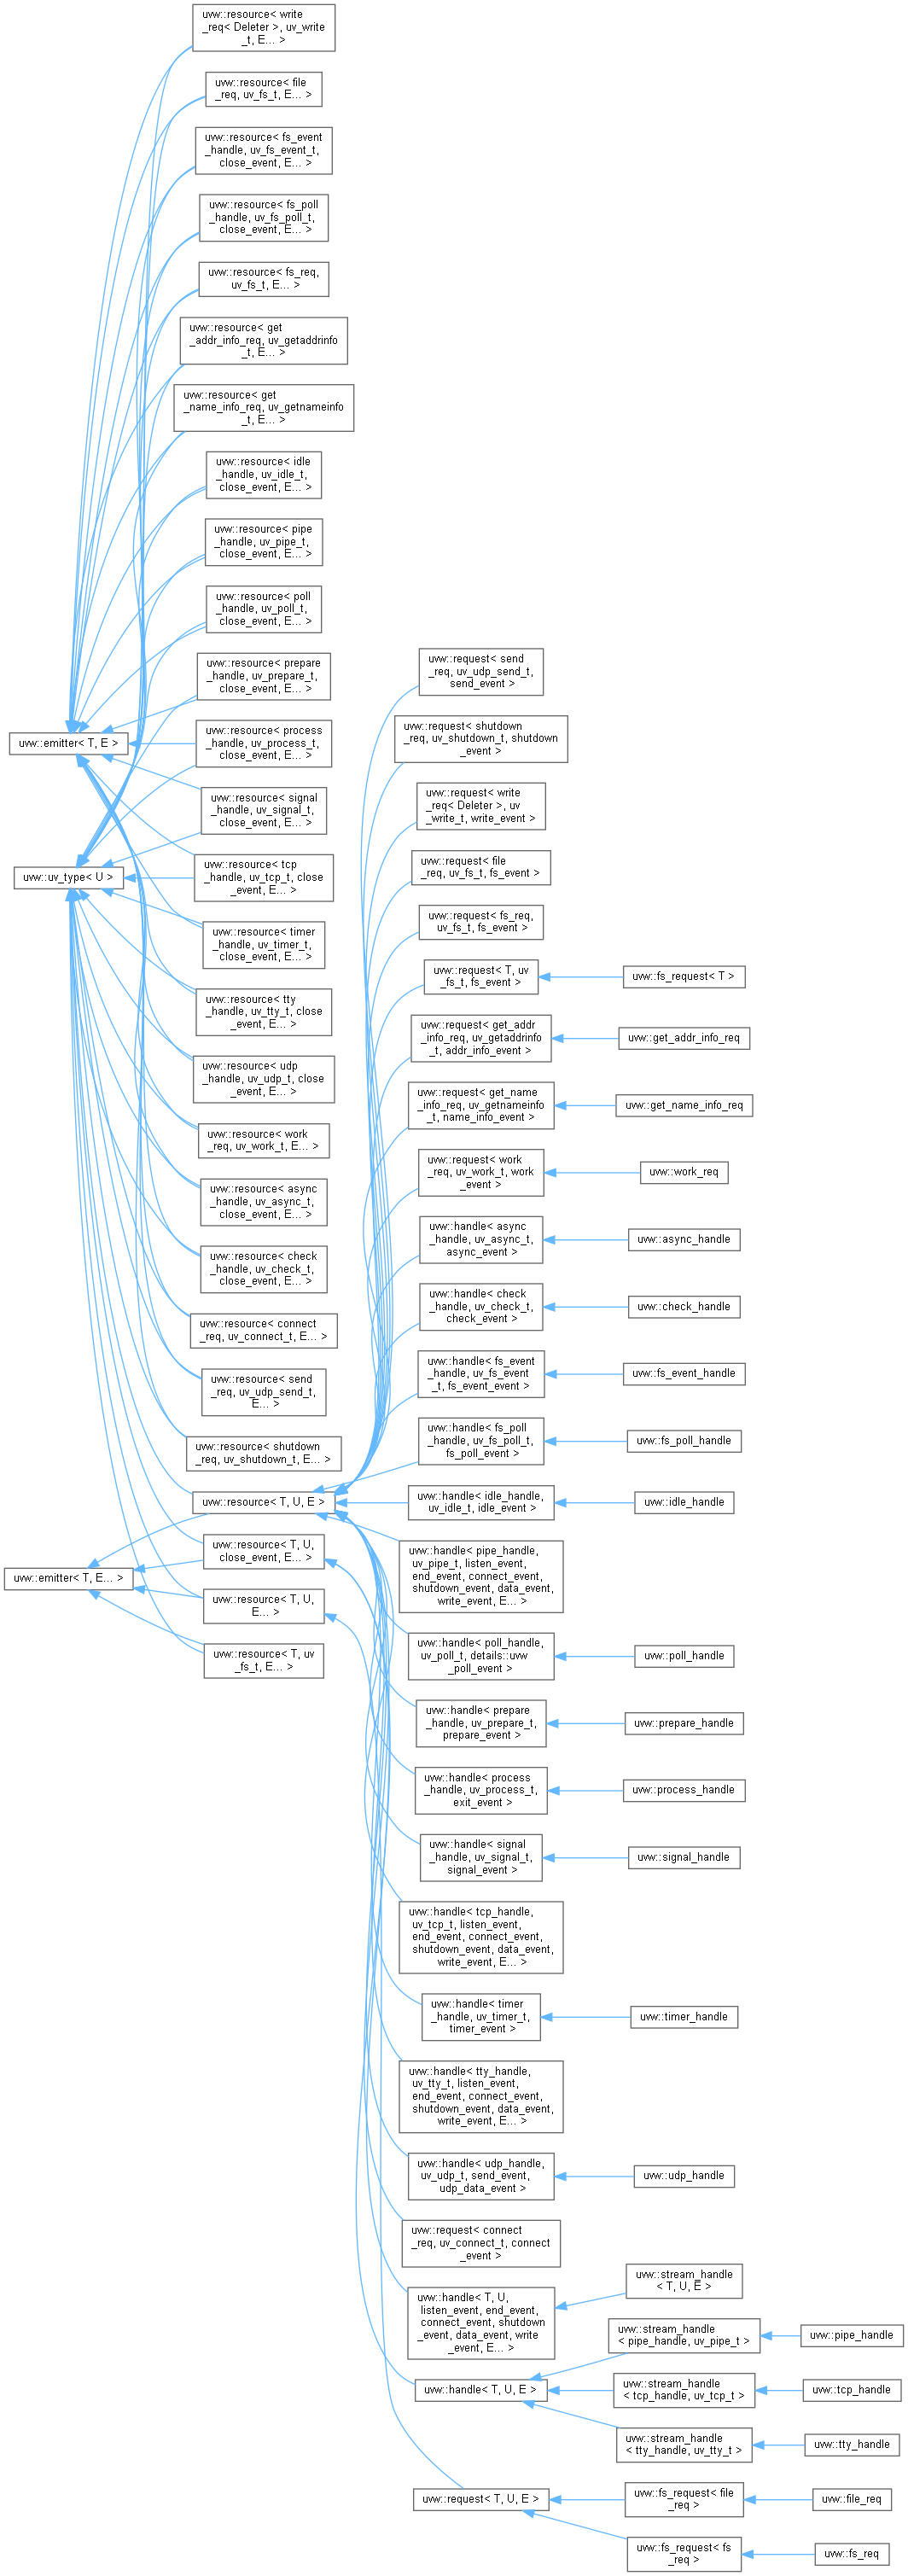 uvw::resource< write
_req< Deleter >, uv_write
_t, E... >
uvw::resource< file
_req, uv_fs_t, E... >
uvw::resource< fs_event
_handle, uv_fs_event_t,
close_event, E... >
uvw::resource< fs_poll
_handle, uv_fs_poll_t,
close_event, E... >
uvw::resource< fs_req,
uv_fs_t, E... >
uvw::resource< get
_addr_info_req, uv_getaddrinfo
_t, E... >
uvw::resource< get
_name_info_req, uv_getnameinfo
_t, E... >
uvw::resource< idle
_handle, uv_idle_t,
close_event, E... >
uvw::resource< pipe
_handle, uv_pipe_t,
close_event, E... >
uvw::resource< poll
_handle, uv_poll_t,
close_event, E... >
uvw::resource< prepare
_handle, uv_prepare_t,
close_event, E... >
uvw::emitter< T, E >
uvw::resource< process
_handle, uv_process_t,
close_event, E... >
uvw::resource< signal
_handle, uv_signal_t,
close_event, E... >
uvw::uv_type< U >
uvw::resource< tcp
_handle, uv_tcp_t, close
_event, E... >
uvw::resource< timer
_handle, uv_timer_t,
close_event, E... >
uvw::resource< tty
_handle, uv_tty_t, close
_event, E... >
uvw::resource< udp
_handle, uv_udp_t, close
_event, E... >
uvw::resource< work
_req, uv_work_t, E... >
uvw::resource< async
_handle, uv_async_t,
close_event, E... >
uvw::resource< check
_handle, uv_check_t,
close_event, E... >
uvw::resource< connect
_req, uv_connect_t, E... >
uvw::resource< send
_req, uv_udp_send_t,
E... >
uvw::resource< shutdown
_req, uv_shutdown_t, E... >
uvw::resource< T, U, E >
uvw::resource< T, U,
close_event, E... >
uvw::emitter< T, E... >
uvw::resource< T, U,
E... >
uvw::resource< T, uv
_fs_t, E... >
uvw::request< send
_req, uv_udp_send_t,
send_event >
uvw::request< shutdown
_req, uv_shutdown_t, shutdown
_event >
uvw::request< write
_req< Deleter >, uv
_write_t, write_event >
uvw::request< file
_req, uv_fs_t, fs_event >
uvw::request< fs_req,
uv_fs_t, fs_event >
uvw::request< T, uv
_fs_t, fs_event >
uvw::fs_request< T >
uvw::request< get_addr
_info_req, uv_getaddrinfo
_t, addr_info_event >
uvw::get_addr_info_req
uvw::request< get_name
_info_req, uv_getnameinfo
_t, name_info_event >
uvw::get_name_info_req
uvw::request< work
_req, uv_work_t, work
_event >
uvw::work_req
uvw::handle< async
_handle, uv_async_t,
async_event >
uvw::async_handle
uvw::handle< check
_handle, uv_check_t,
check_event >
uvw::check_handle
uvw::handle< fs_event
_handle, uv_fs_event
_t, fs_event_event >
uvw::fs_event_handle
uvw::handle< fs_poll
_handle, uv_fs_poll_t,
fs_poll_event >
uvw::fs_poll_handle
uvw::handle< idle_handle,
uv_idle_t, idle_event >
uvw::idle_handle
uvw::handle< pipe_handle,
uv_pipe_t, listen_event,
end_event, connect_event,
shutdown_event, data_event,
write_event, E... >
uvw::handle< poll_handle,
uv_poll_t, details::uvw
_poll_event >
uvw::poll_handle
uvw::handle< prepare
_handle, uv_prepare_t,
prepare_event >
uvw::prepare_handle
uvw::handle< process
_handle, uv_process_t,
exit_event >
uvw::process_handle
uvw::handle< signal
_handle, uv_signal_t,
signal_event >
uvw::signal_handle
uvw::handle< tcp_handle,
uv_tcp_t, listen_event,
end_event, connect_event,
shutdown_event, data_event,
write_event, E... >
uvw::handle< timer
_handle, uv_timer_t,
timer_event >
uvw::timer_handle
uvw::handle< tty_handle,
uv_tty_t, listen_event,
end_event, connect_event,
shutdown_event, data_event,
write_event, E... >
uvw::handle< udp_handle,
uv_udp_t, send_event,
udp_data_event >
uvw::udp_handle
uvw::request< connect
_req, uv_connect_t, connect
_event >
uvw::handle< T, U,
listen_event, end_event,
connect_event, shutdown
_event, data_event, write
_event, E... >
uvw::stream_handle
< T, U, E >
uvw::handle< T, U, E >
uvw::stream_handle
< pipe_handle, uv_pipe_t >
uvw::pipe_handle
uvw::stream_handle
< tcp_handle, uv_tcp_t >
uvw::tcp_handle
uvw::stream_handle
< tty_handle, uv_tty_t >
uvw::tty_handle
uvw::request< T, U, E >
uvw::fs_request< file
_req >
uvw::file_req
uvw::fs_request< fs
_req >
uvw::fs_req